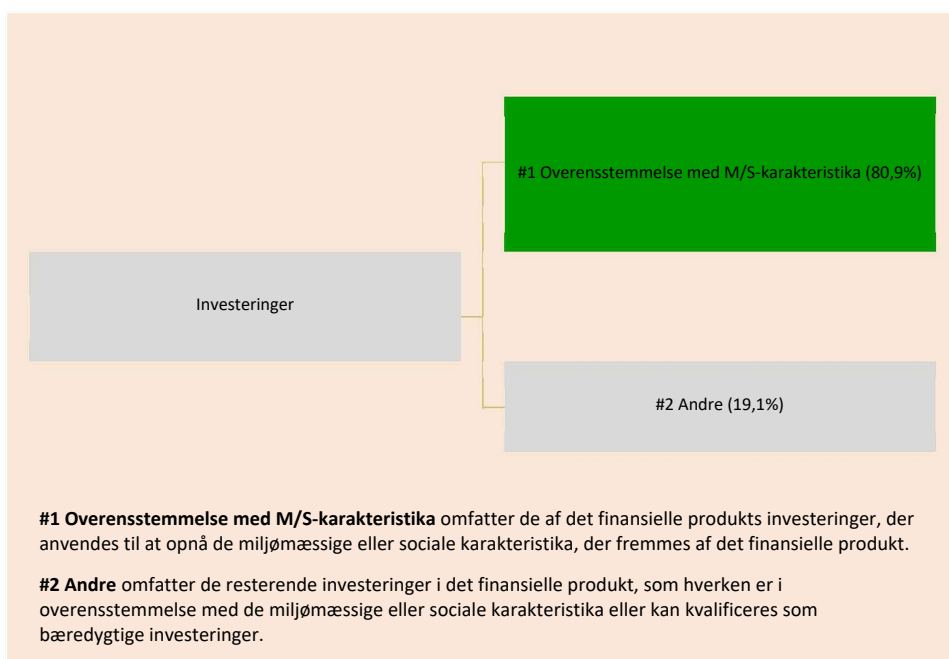 #1 Overensstemmelse med M/S-karakteristika (80,9%)
Investeringer
#2 Andre (19,1%)
#1 Overensstemmelse med M/S-karakteristika omfatter de af det finansielle produkts investeringer, der
anvendes til at opnå de miljømæssige eller sociale karakteristika, der fremmes af det finansielle produkt.
#2 Andre omfatter de resterende investeringer i det finansielle produkt, som hverken er i
overensstemmelse med de miljømæssige eller sociale karakteristika eller kan kvalificeres som
bæredygtige investeringer.